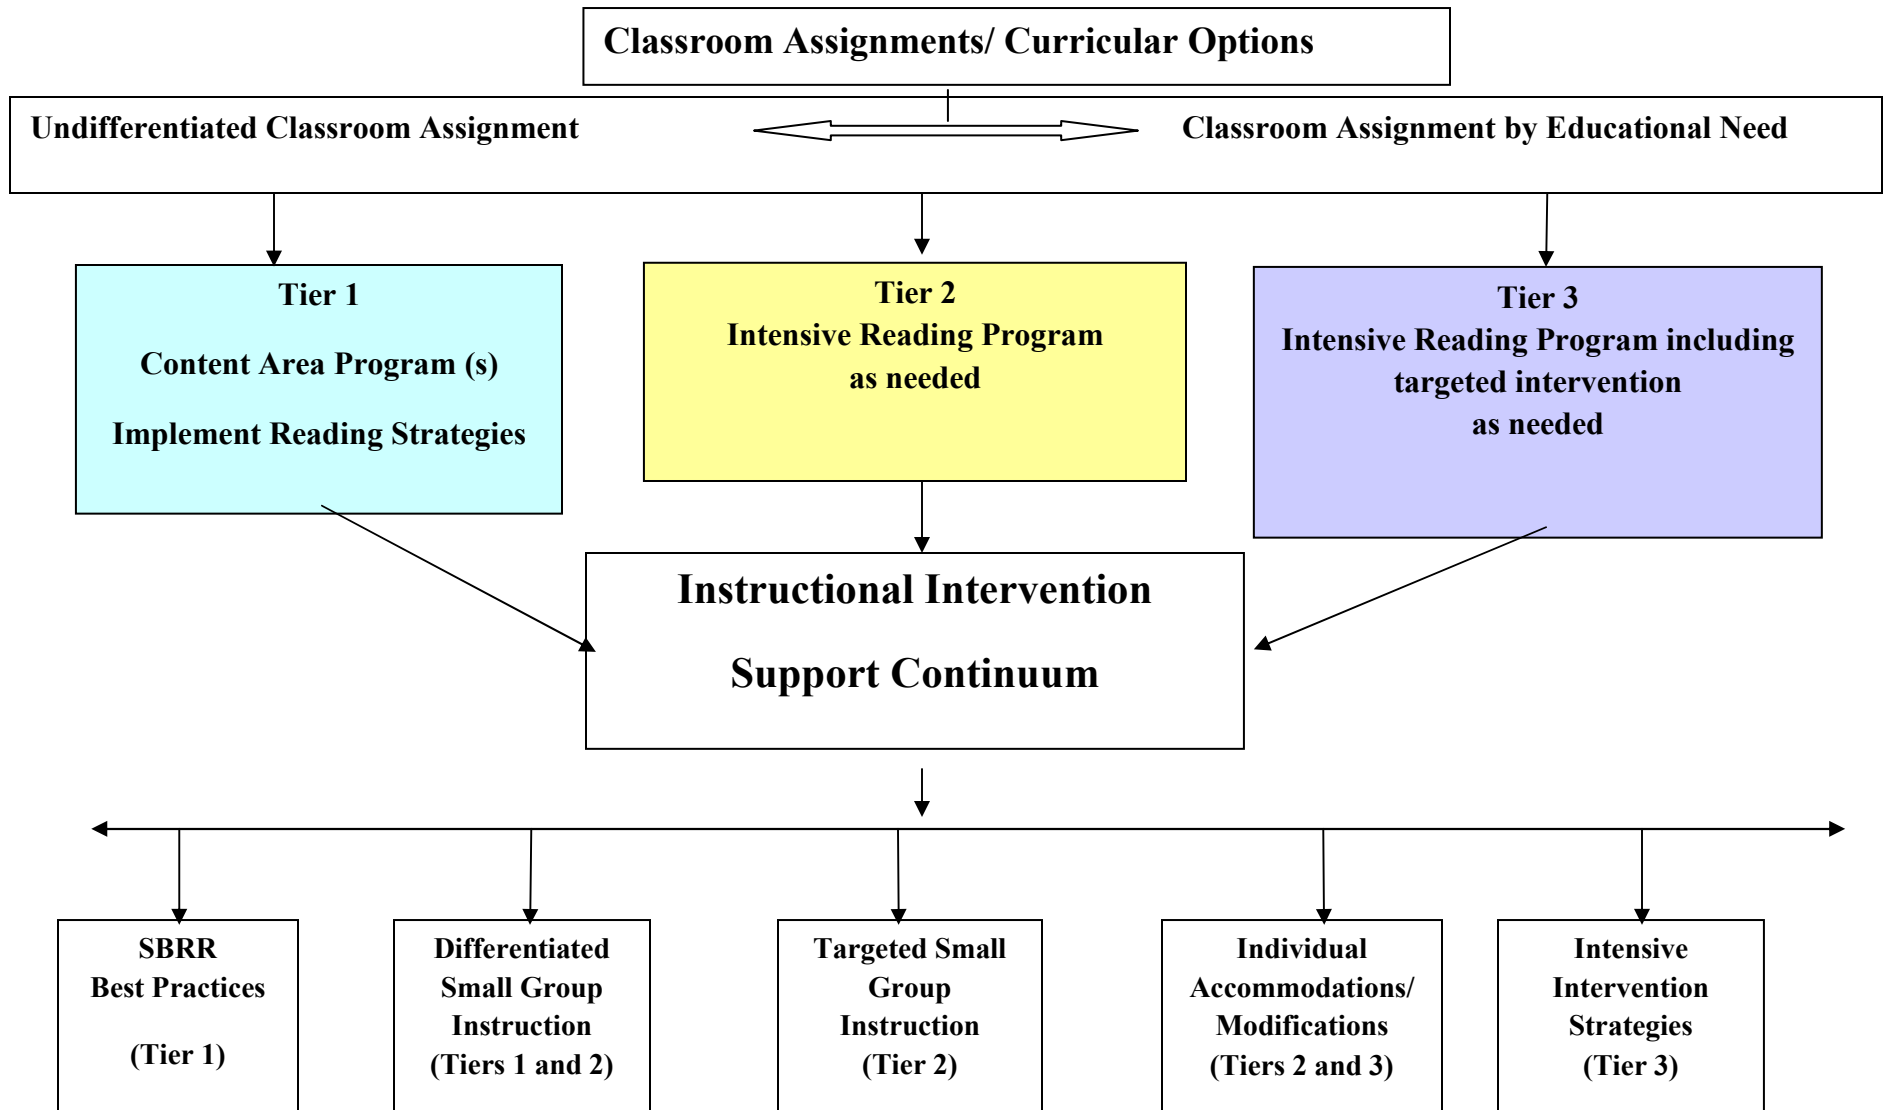 Classroom Assignments/ Curricular Options
Undifferentiated Classroom Assignment
Classroom Assignment by Educational Need
Tier 1
Content Area Program (s)
Implement Reading Strategies
Tier 2
Intensive Reading Program
as needed
Tier 3
Intensive Reading Program including
targeted intervention
as needed
Instructional Intervention
Support Continuum
SBRR
Best Practices
(Tier 1)
Differentiated
Small Group
Instruction
(Tiers 1 and 2)
Targeted Small
Group
Instruction
(Tier 2)
Individual
Accommodations/
Modifications
(Tiers 2 and 3)
Intensive
Intervention
Strategies
(Tier 3)